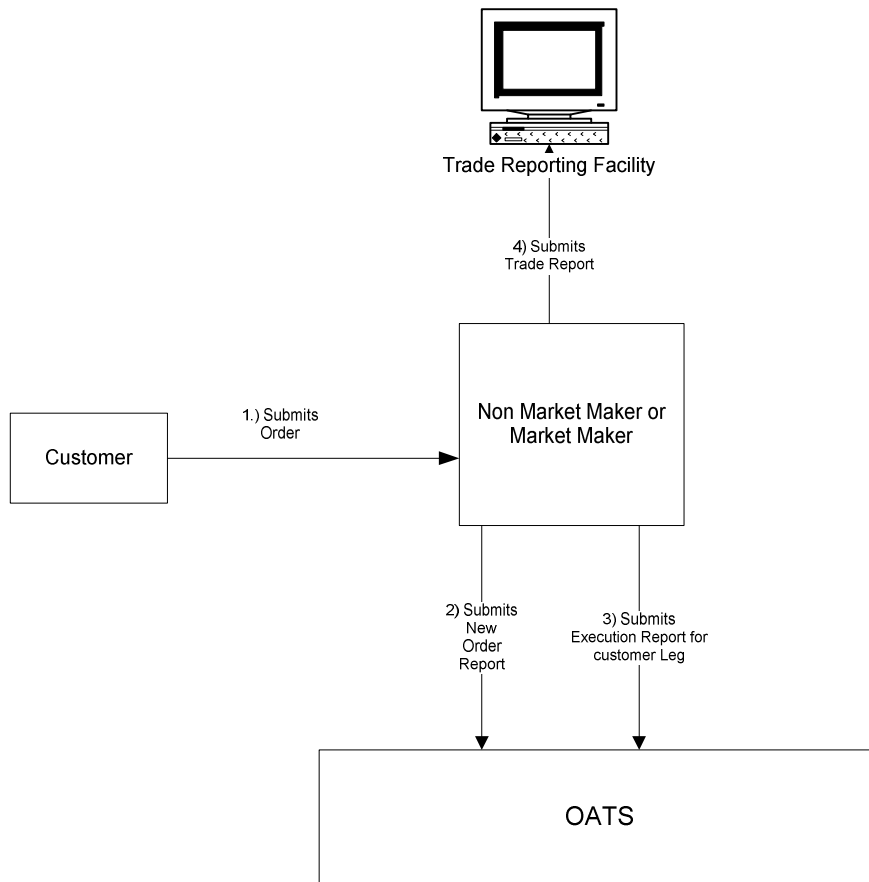 Trade Reporting Facility
4) Submits
Trade Report
Non Market Maker or
Market Maker
1.) Submits
Order
Customer
2) Submits
New
Order
Report
3) Submits
Execution Report for
customer Leg
OATS